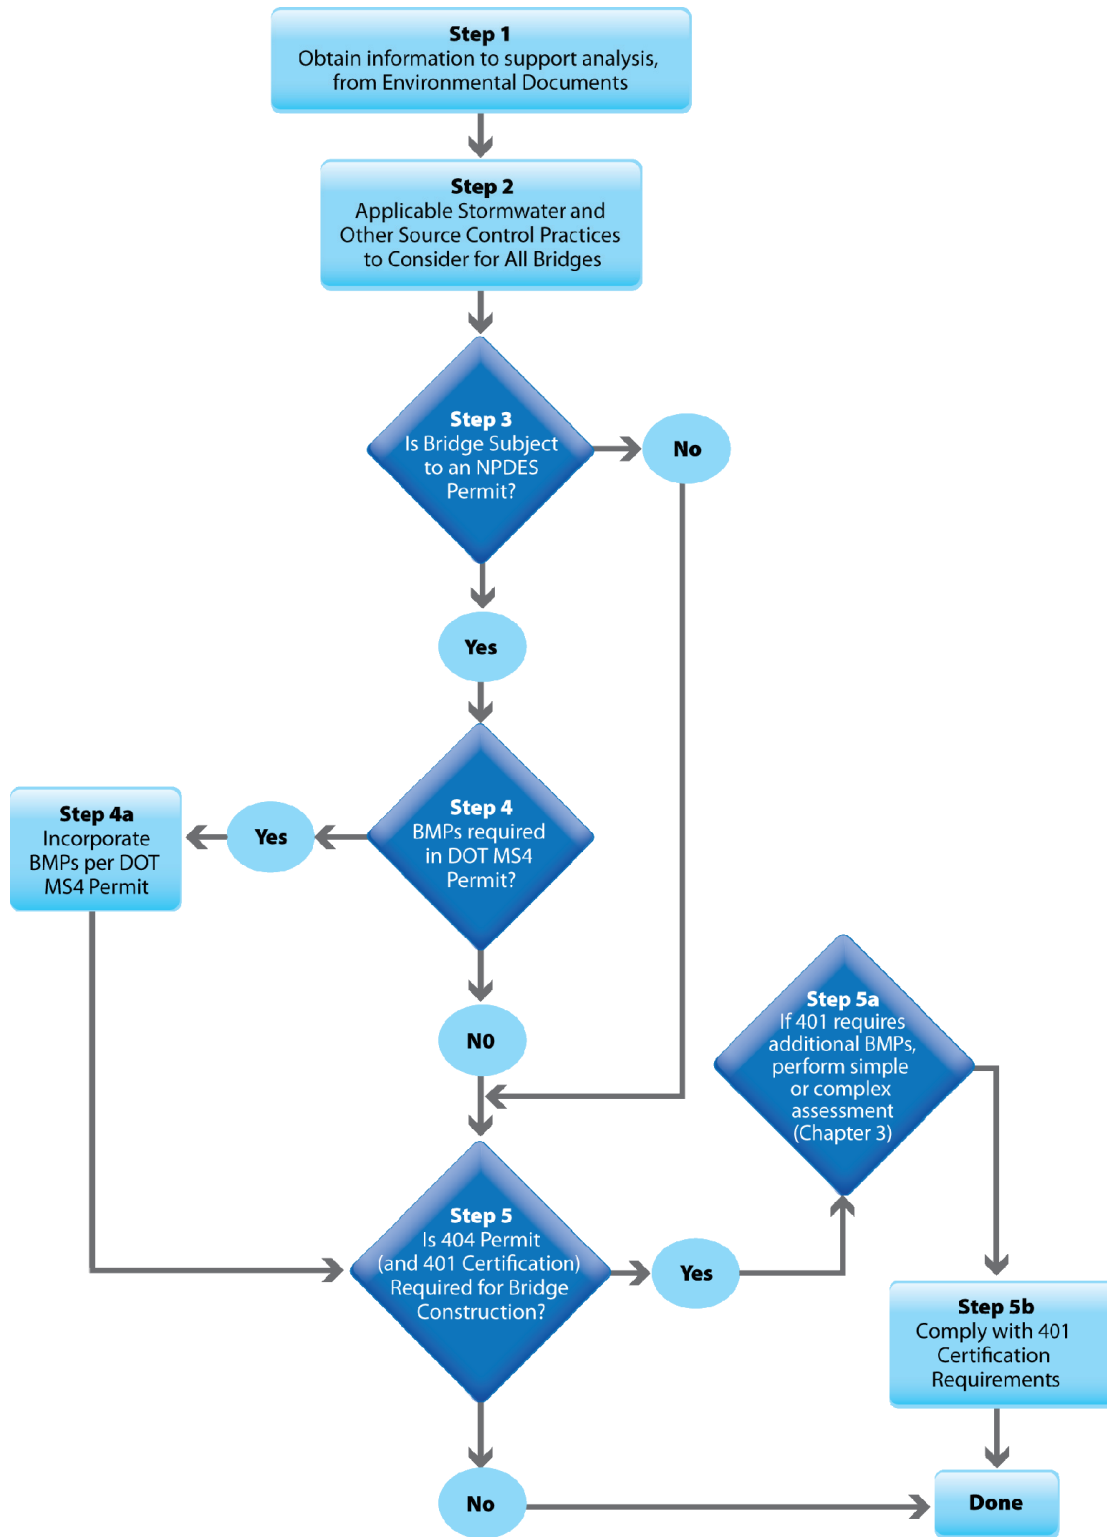 Step 1
Obtain information to support analysis,
from Environmental Documents
Step 2
Applicable Stormwater and
Other Source Control Practices
to Consider for All Bridges
Step 3
Is Bridge Subject
to an NPDES
Permit?
No
Yes
Step 4
BMPs required
in DOT MS4
Permit?
Yes
Step 4a
Incorporate
BMPs per DOT
MS4 Permit
N0
Step 5
Is 404 Permit
(and 401 Certification)
Required for Bridge
Construction?
Yes
Step 5a
If 401 requires
additional BMPs,
perform simple
or complex
assessment
(Chapter 3)
Step 5b
Comply with 401
Certification
Requirements
No
Done